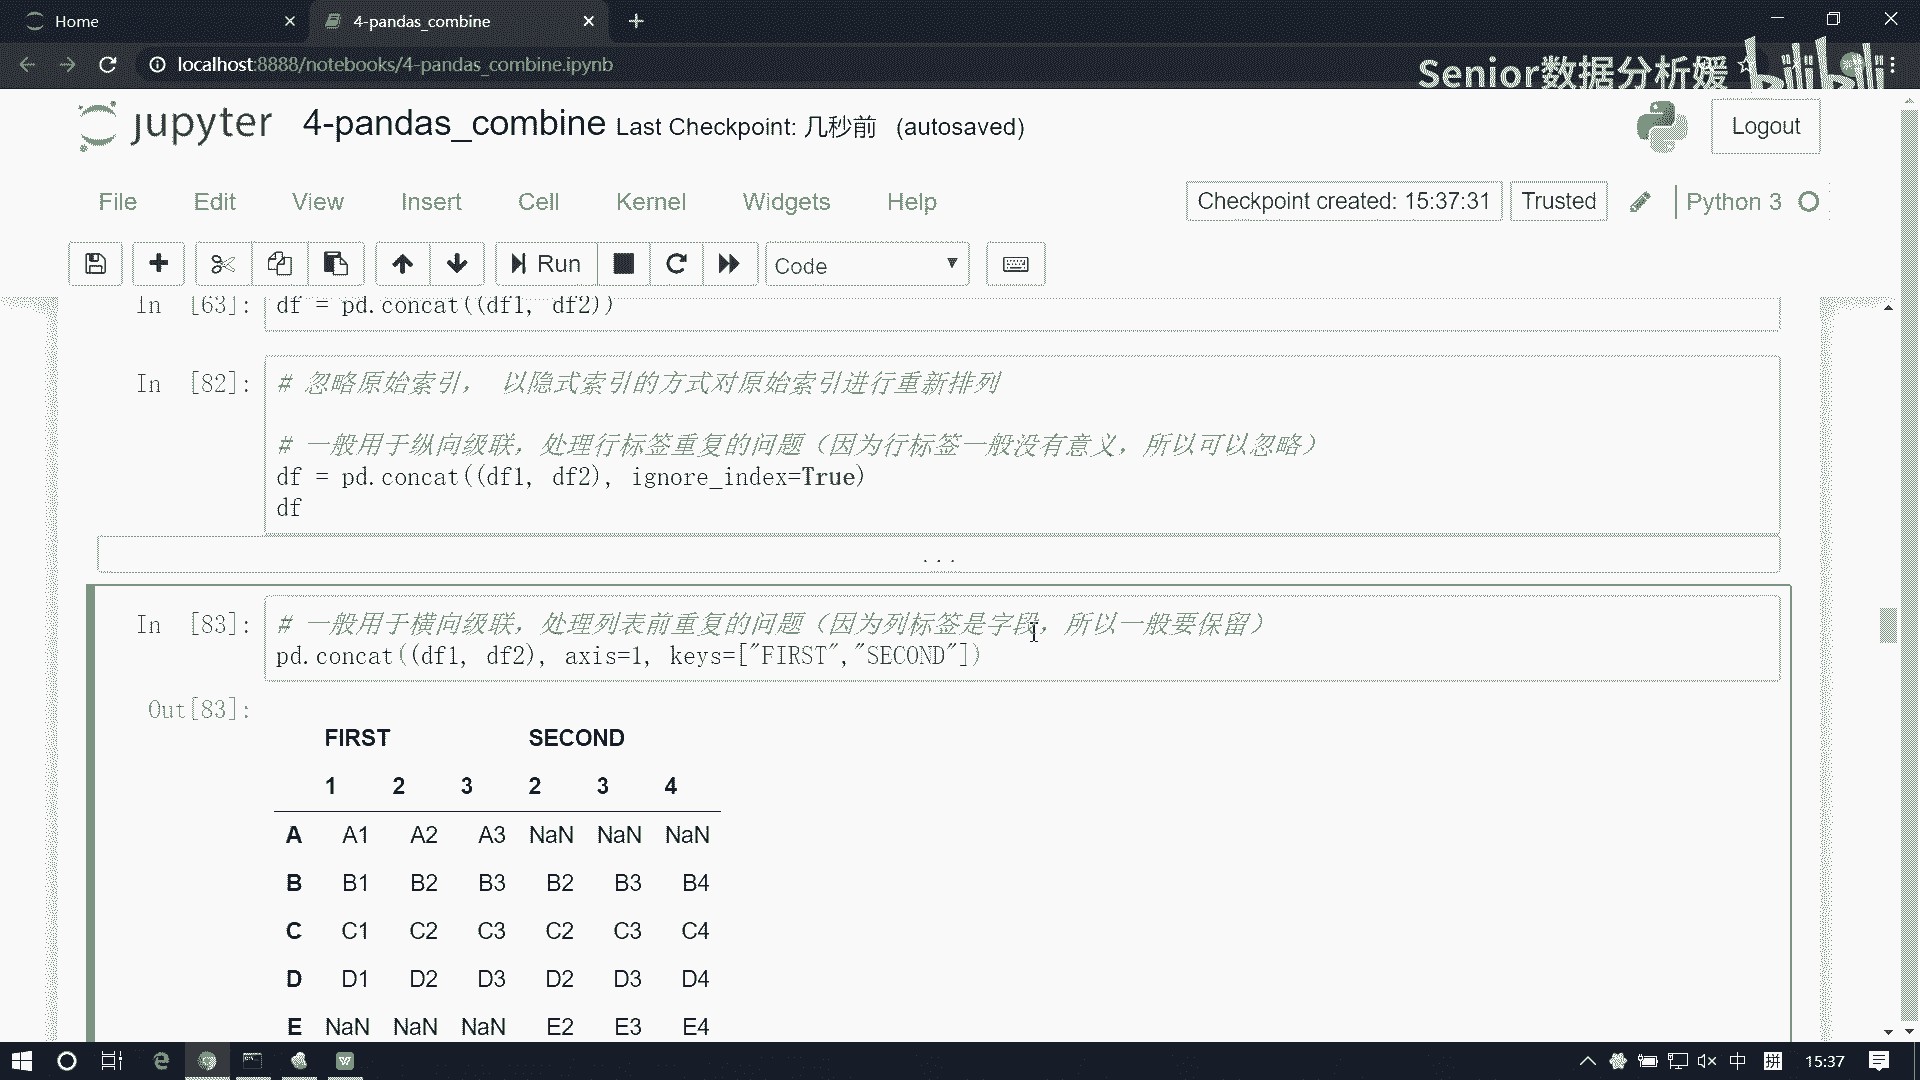 Home
4-pandas_combine
localhost:8888/notebooks/4-pandas_combine.ipynb
Senior数据分析媛
bilibili
jupyter
4-pandas_combine Last Checkpoint: 几秒前 (autosaved)
Logout
File Edit View Insert Cell Kernel Widgets Help
Checkpoint created: 15:37:31 Trusted Python 3
Run Code
In [63]: df = pd.concat((df1, df2))
In [82]: # 忽略原始索引， 以隐式索引的方式对原始索引进行重新排列
# 一般用于纵向级联，处理行标签重复的问题（因为行标签一般没有意义，所以可以忽略）
df = pd.concat((df1, df2), ignore_index=True)
df
...
In [83]: # 一般用于横向级联，处理列表前重复的问题（因为列标签是字段，所以一般要保留）
pd.concat((df1, df2), axis=1, keys=["FIRST","SECOND"])
Out[83]:
FIRST SECOND
1 2 3 2 3 4
A A1 A2 A3 NaN NaN NaN
B B1 B2 B3 B2 B3 B4
C C1 C2 C3 C2 C3 C4
D D1 D2 D3 D2 D3 D4
E NaN NaN NaN E2 E3 E4
中 拼 15:37